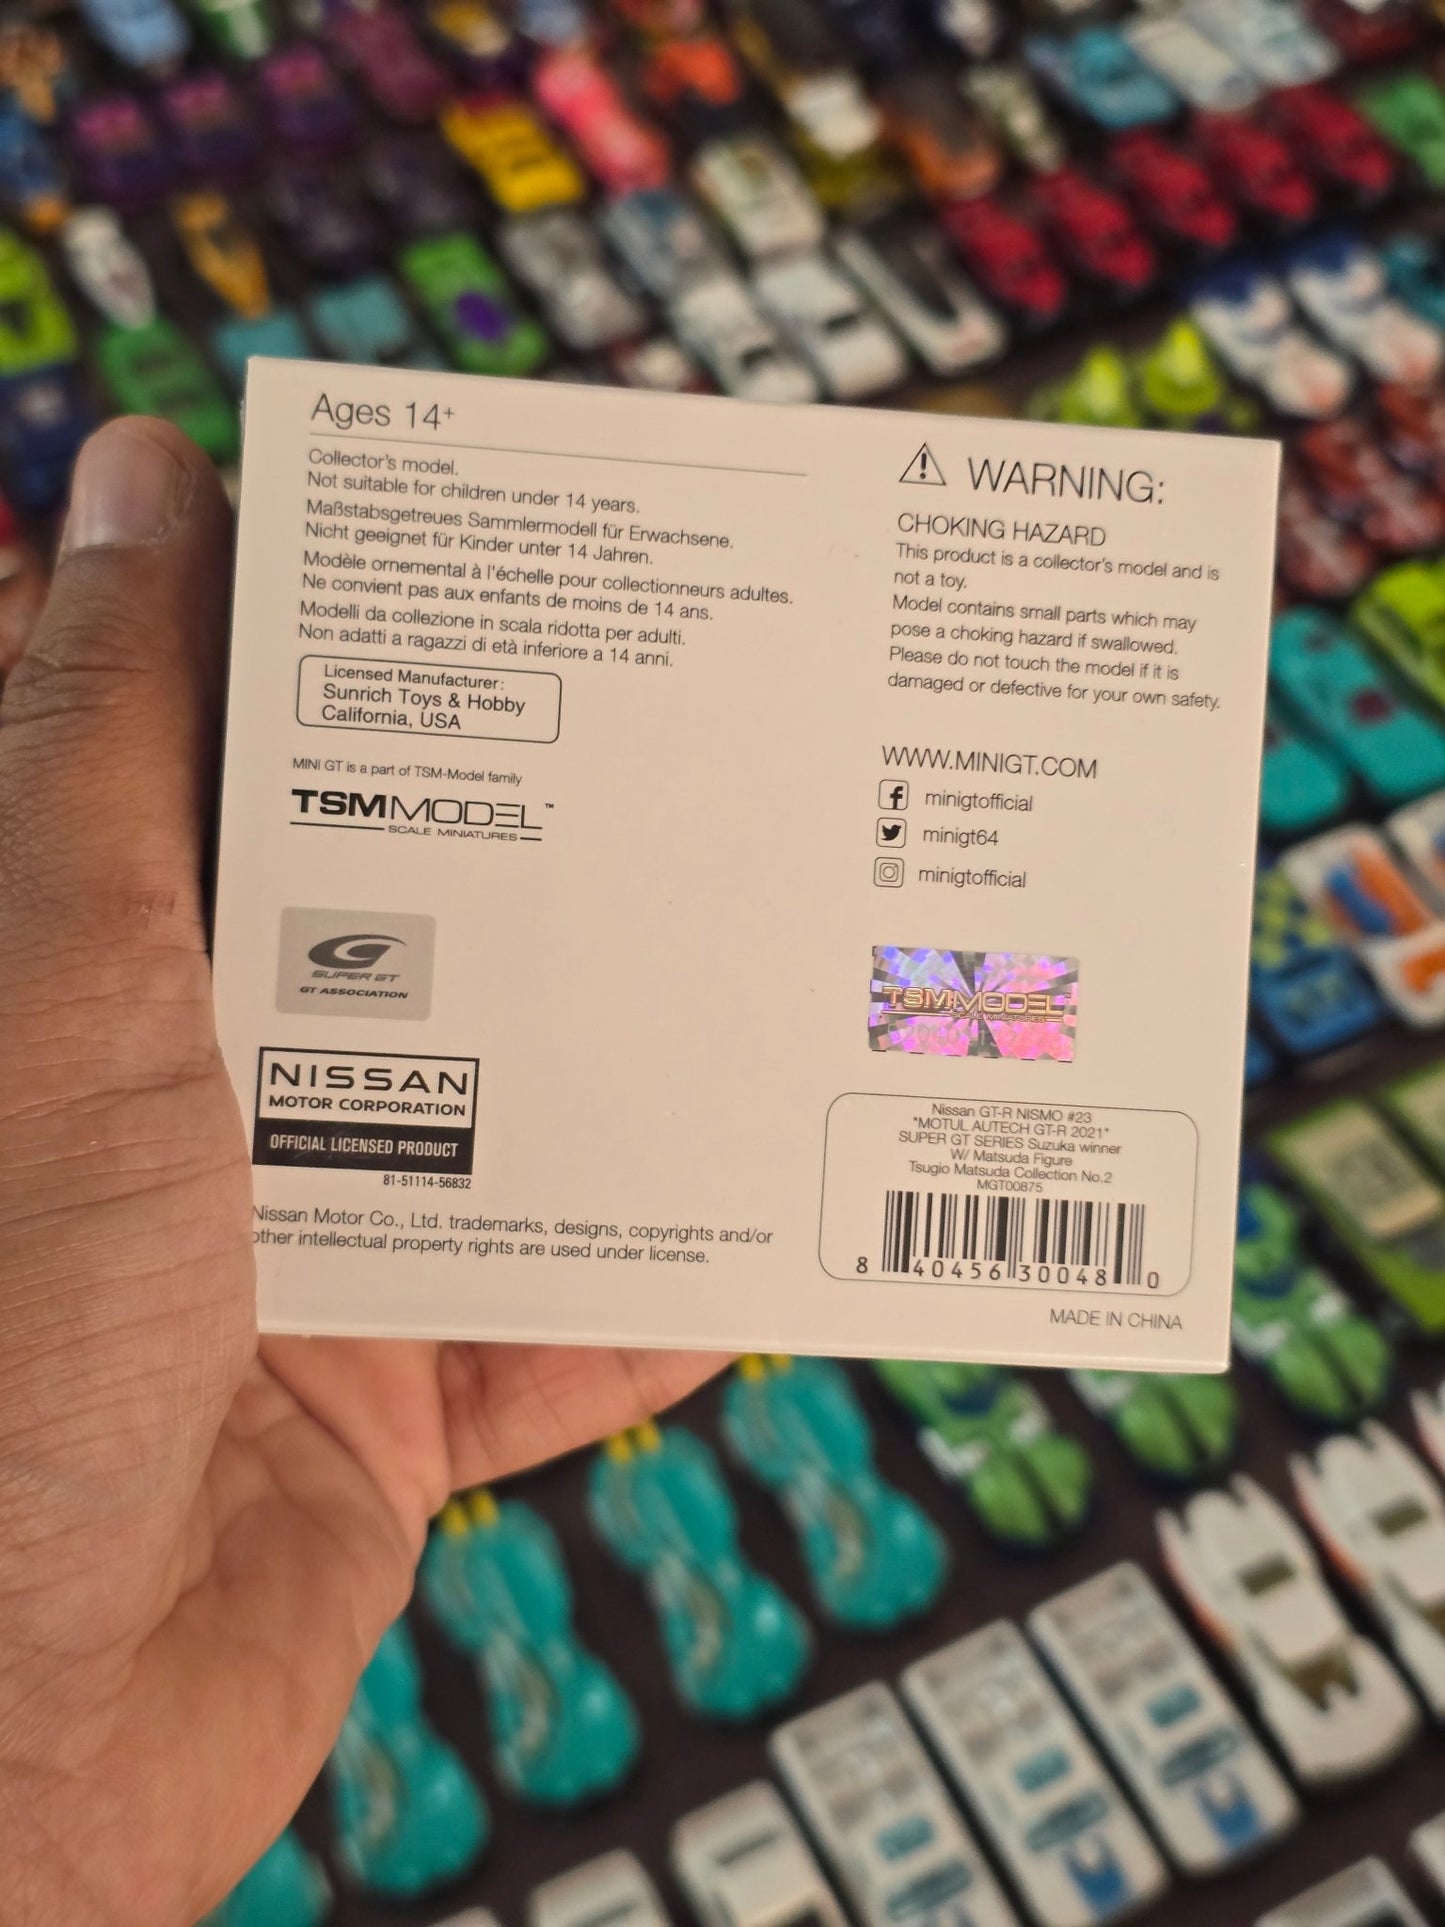 Ages 14+
Collector's model.
Not suitable for children under 14 years.
Maßstabsgetreues Sammlermodell für Erwachsene.
Nicht geeignet für Kinder unter 14 Jahren.
Modèle ornemental à l'échelle pour collectionneurs adultes.
Ne convient pas aux enfants de moins de 14 ans.
Modelli da collezione in scala ridotta per adulti.
Non adatti a ragazzi di età inferiore a 14 anni.
Licensed Manufacturer:
Sunrich Toys & Hobby
California, USA
MINI GT is a part of TSM-Model family
TSMMODEL™
SCALE MINIATURES
SUPER GT
GT ASSOCIATION
NISSAN
MOTOR CORPORATION
OFFICIAL LICENSED PRODUCT
81-51114-56832
Nissan Motor Co., Ltd. trademarks, designs, copyrights and/or
other intellectual property rights are used under license.
WARNING:
CHOKING HAZARD
This product is a collector's model and is
not a toy.
Model contains small parts which may
pose a choking hazard if swallowed.
Please do not touch the model if it is
damaged or defective for your own safety.
WWW.MINIGT.COM
minigtofficial
minigt64
minigtofficial
TSMMODEL
SCALE MINIATURES
Nissan GT-R NISMO #23
"MOTUL AUTECH GT-R 2021"
SUPER GT SERIES Suzuka winner
W/ Matsuda Figure
Tsugio Matsuda Collection No.2
MGT00875
8 40456 30048 0
MADE IN CHINA